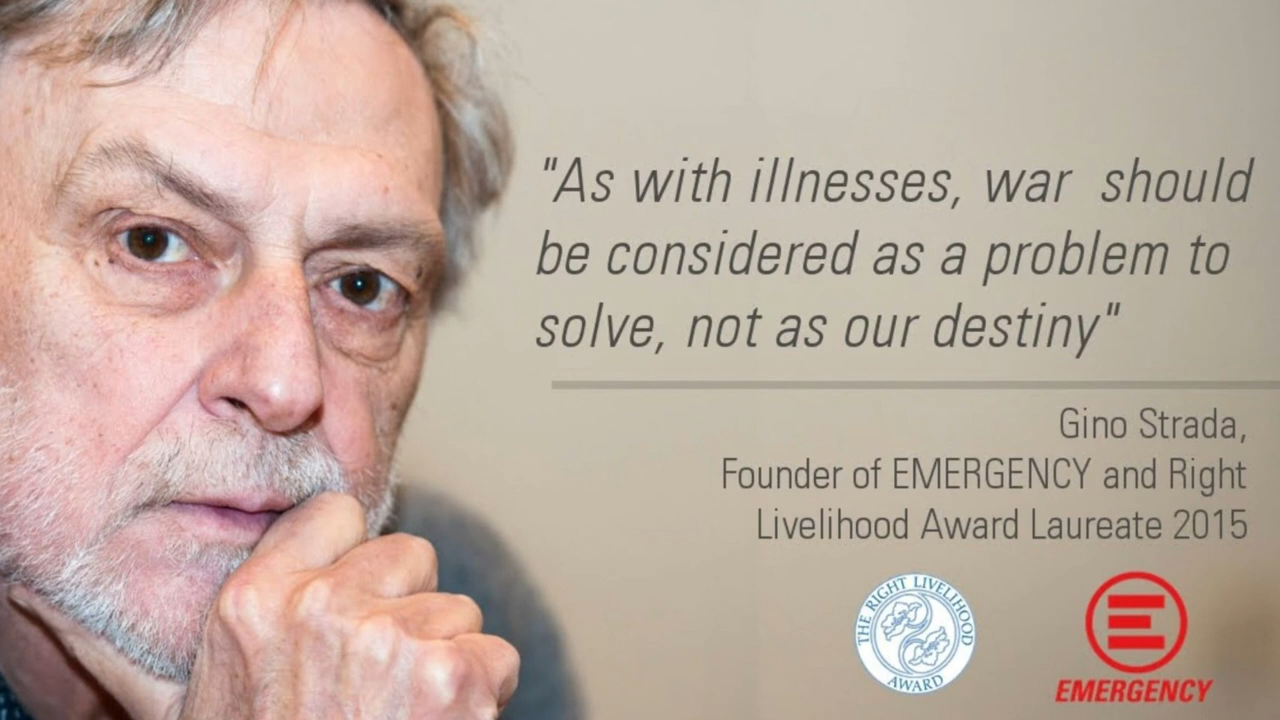 "As with illnesses, war  should
be considered as a problem to
solve, not as our destiny"
Gino Strada,
Founder of EMERGENCY and Right
Livelihood Award Laureate 2015
THE RIGHT LIVELIHOOD
AWARD
E
EMERGENCY